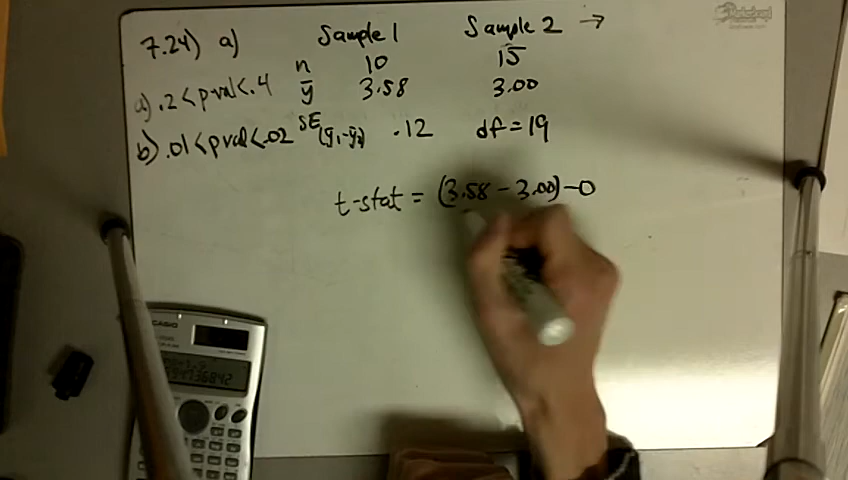 7.24) a) Sample 1 Sample 2 →
n 10 15
a) .2 < pval < .4 ȳ 3.58 3.00
b) .01 < pval < .02 SE(ȳ₁-ȳ₂) .12 df = 19
t-stat = (3.58 - 3.00) - 0
CASIO